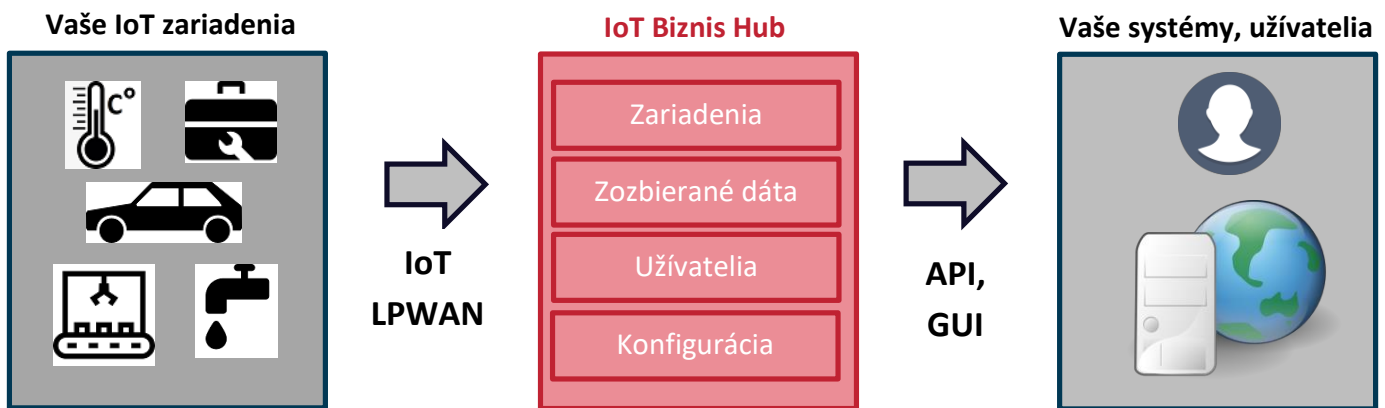 Vaše IoT zariadenia
IoT Biznis Hub
Vaše systémy, užívatelia
C°
Zariadenia
Zozbierané dáta
Užívatelia
Konfigurácia
IoT
LPWAN
API,
GUI